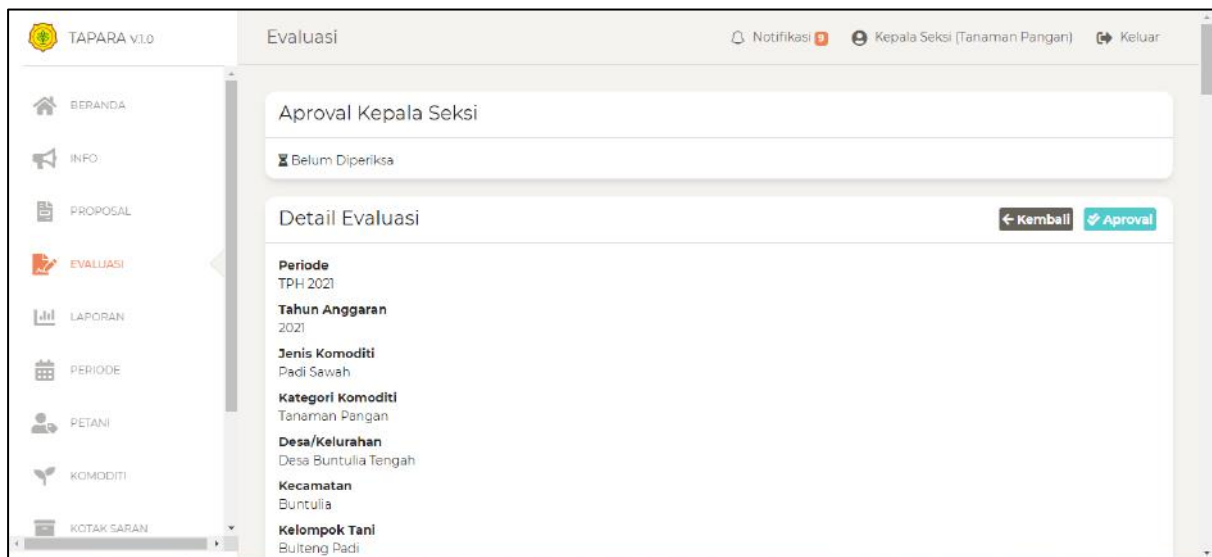 TAPARA V.1.0
Evaluasi
Notifikasi 9
Kepala Seksi (Tanaman Pangan)
Keluar
BERANDA
INFO
PROPOSAL
EVALUASI
LAPORAN
PERIODE
PETANI
KOMODITI
KOTAK SARAN
Aproval Kepala Seksi
Belum Diperiksa
Detail Evaluasi
Kembali
Aproval
Periode
TPH 2021
Tahun Anggaran
2021
Jenis Komoditi
Padi Sawah
Kategori Komoditi
Tanaman Pangan
Desa/Kelurahan
Desa Buntulia Tengah
Kecamatan
Buntulia
Kelompok Tani
Bulteng Padi